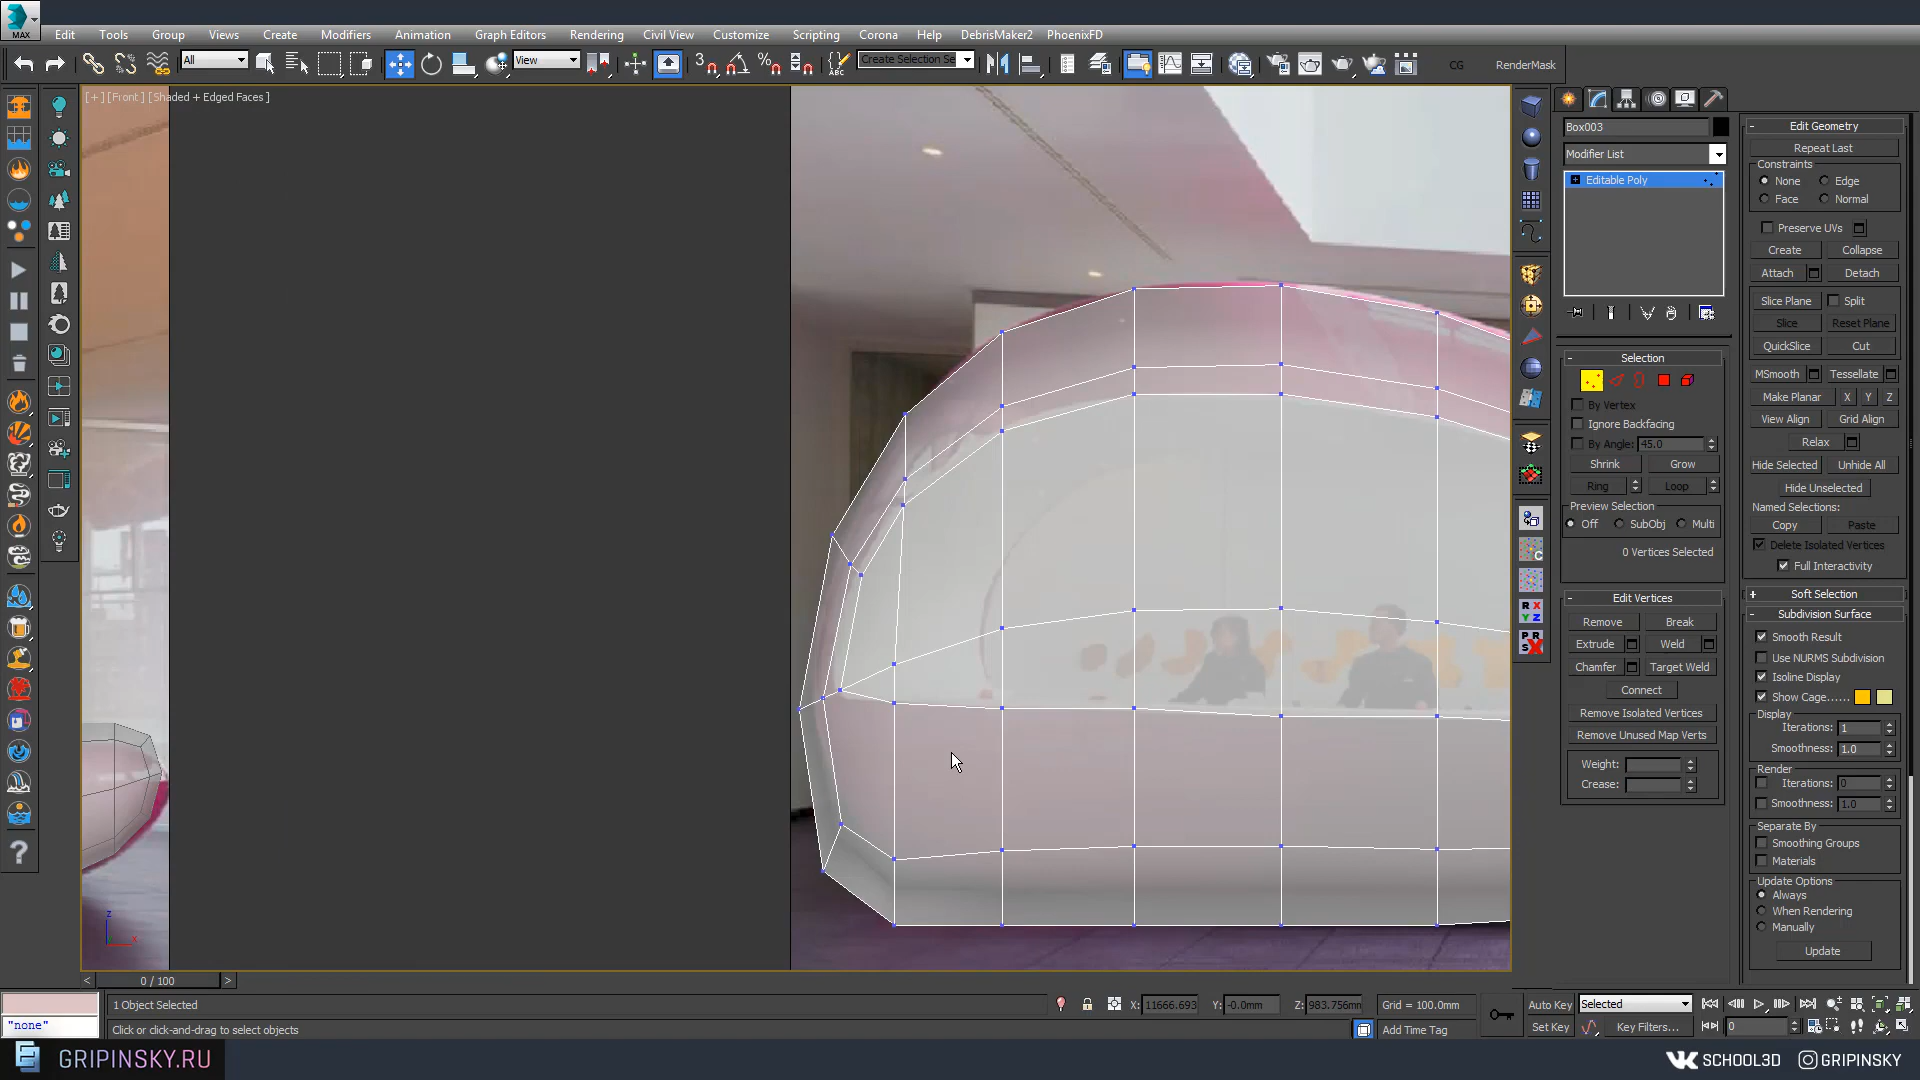 MAX
Edit Tools Group Views Create Modifiers Animation Graph Editors Rendering Civil View Customize Scripting Corona Help DebrisMaker2 PhoenixFD
All View 3 ABC Create Selection Se CG RenderMask
[+] [Front] [Shaded + Edged Faces ]
Box003
Modifier List
Editable Poly
Selection
By Vertex
Ignore Backfacing
By Angle: 45.0
Shrink Grow
Ring Loop
Preview Selection
Off SubObj Multi
0 Vertices Selected
Edit Vertices
Remove Break
Extrude Weld
Chamfer Target Weld
Connect
Remove Isolated Vertices
Remove Unused Map Verts
Weight:
Crease:
Edit Geometry
Repeat Last
Constraints
None Edge
Face Normal
Preserve UVs
Create Collapse
Attach Detach
Slice Plane Split
Slice Reset Plane
QuickSlice Cut
MSmooth Tessellate
Make Planar X Y Z
View Align Grid Align
Relax
Hide Selected Unhide All
Hide Unselected
Named Selections:
Copy Paste
Delete Isolated Vertices
Full Interactivity
Soft Selection
Subdivision Surface
Smooth Result
Use NURMS Subdivision
Isoline Display
Show Cage......
Display
Iterations: 1
Smoothness: 1.0
Render
Iterations: 0
Smoothness: 1.0
Separate By
Smoothing Groups
Materials
Update Options
Always
When Rendering
Manually
Update
z
x
< 0 / 100 >
1 Object Selected X: 11666.693 Y: -0.0mm Z: 983.756mm Grid = 100.0mm Auto Key Selected
"none" Click or click-and-drag to select objects Add Time Tag Set Key Key Filters... 0
GRIPINSKY.RU SCHOOL3D GRIPINSKY